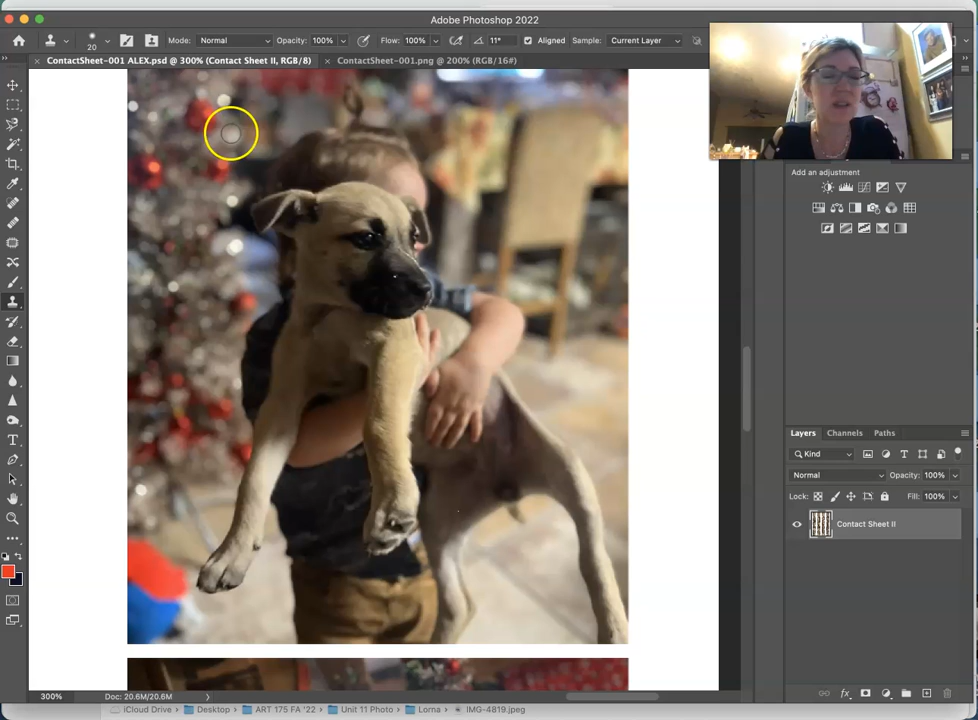 Adobe Photoshop 2022
20 Mode: Normal Opacity: 100% Flow: 100% 11° Aligned Sample: Current Layer
× ContactSheet-001 ALEX.psd @ 300% (Contact Sheet II, RGB/8) × ContactSheet-001.png @ 200% (RGB/16#)
Add an adjustment
Layers Channels Paths
Kind
Normal Opacity: 100%
Lock: Fill: 100%
Contact Sheet II
300% Doc: 20.6M/20.6M
iCloud Drive › Desktop › ART 175 FA '22 › Unit 11 Photo › Lorna › IMG-4819.jpeg